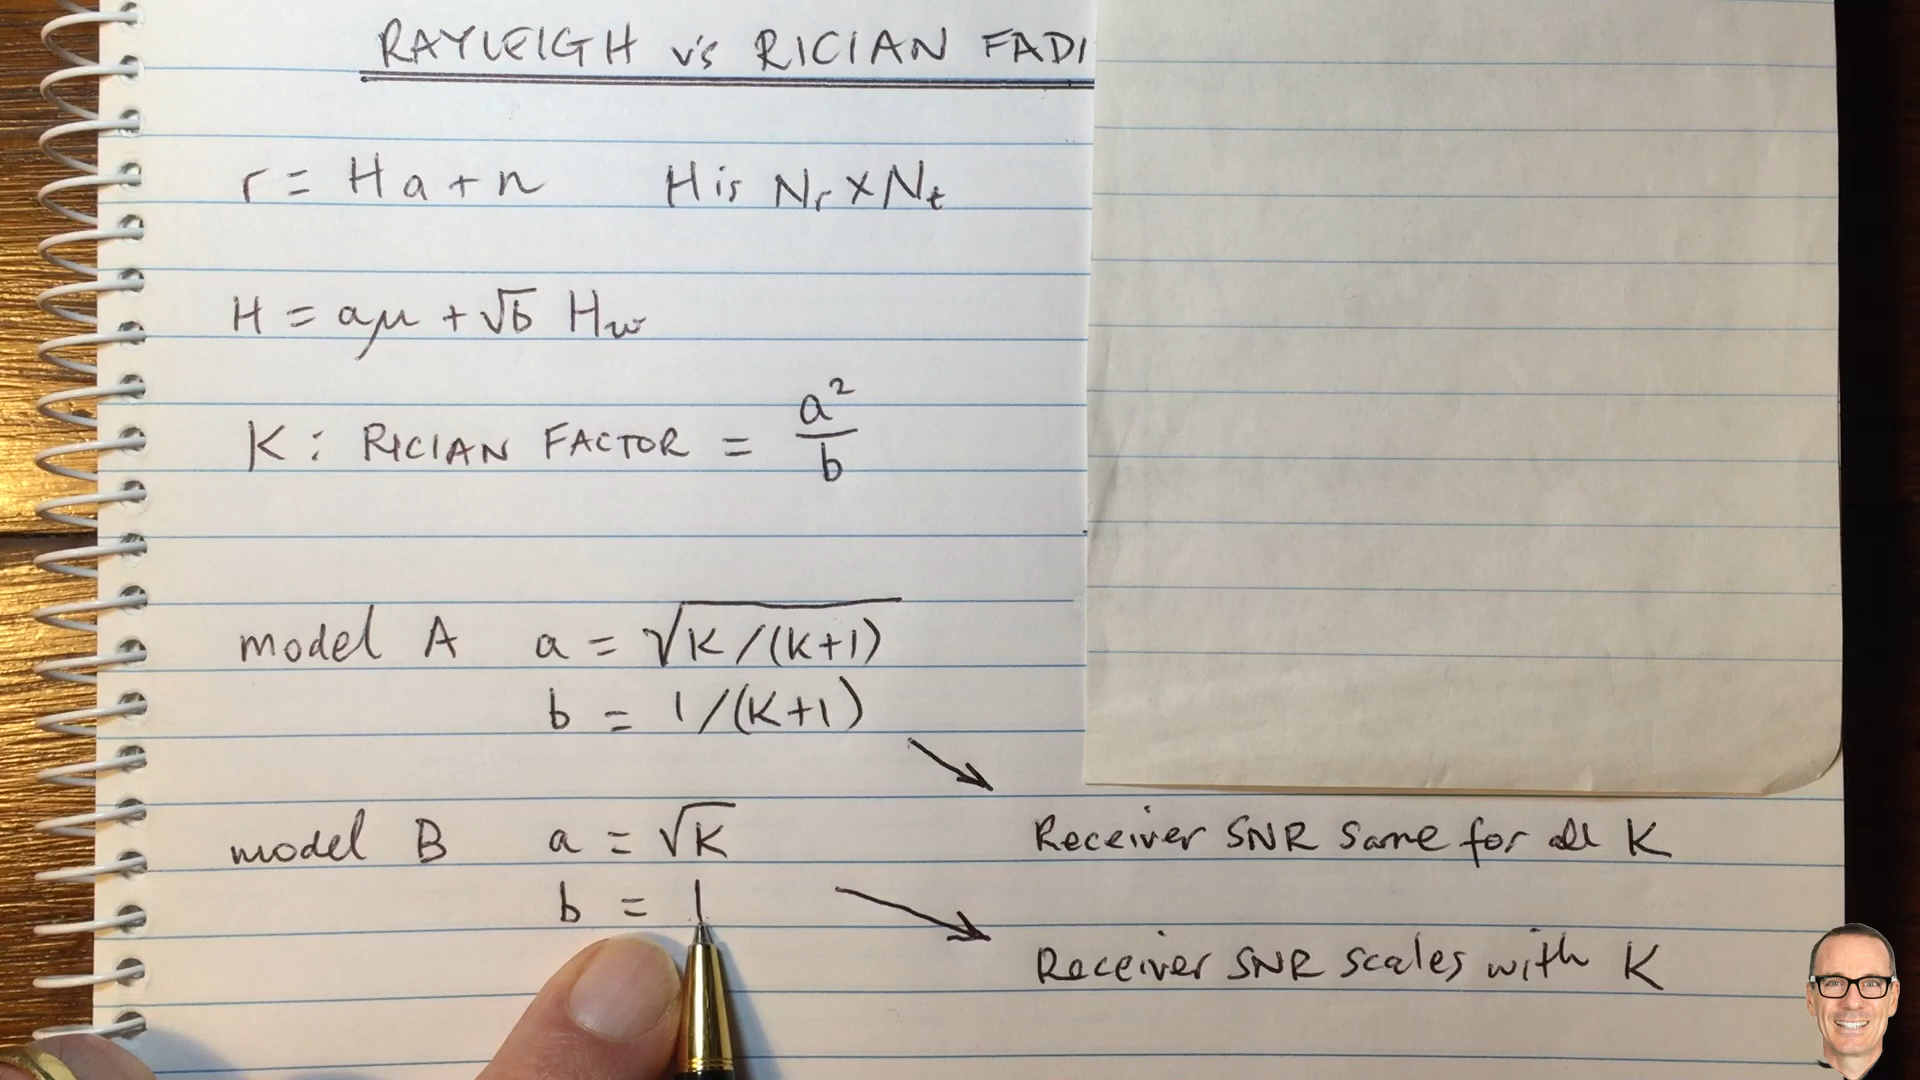 RAYLEIGH v's RICIAN FADI
r = Ha + n   H is Nr × Nt
H = aμ + √b Hw
K : RICIAN FACTOR = a²/b
model A   a = √K/(K+1)
b = 1/(K+1)
model B   a = √K
Receiver SNR same for all K
b = 1
Receiver SNR scales with K